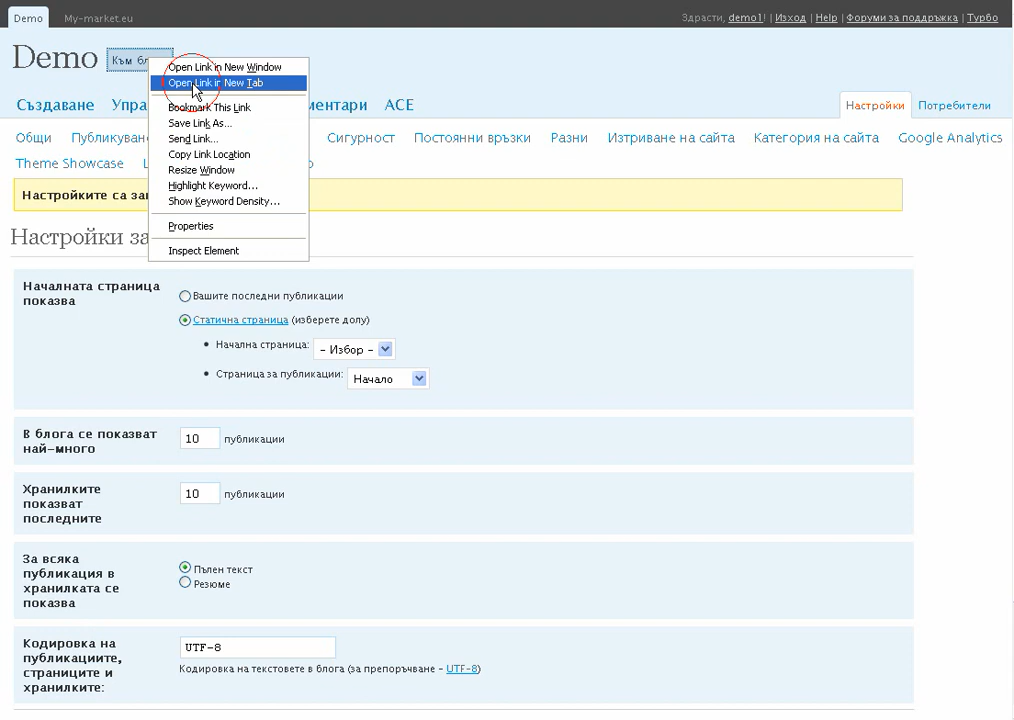 Demo My-market.eu
Здрасти, demo1! | Изход | Help | Форуми за поддръжка | Турбо
Demo
Към
Open Link in New Window
Open Link in New Tab
Bookmark This Link
Save Link As...
Send Link...
Copy Link Location
Resize Window
Highlight Keyword...
Show Keyword Density...
Properties
Inspect Element
Създаване ACE
Настройки Потребители
Общи Сигурност Постоянни връзки Разни Изтриване на сайта Категория на сайта Google Analytics
Theme Showcase
Настройките са
Настройки
Началната страница
показва
Вашите последни публикации
Статична страница (изберете долу)
• Начална страница: – Избор –
• Страница за публикации: Начало
В блога се показват
най-много
10 публикации
Хранилките
показват
последните
10 публикации
За всяка
публикация в
хранилката се
показва
Пълен текст
Резюме
Кодировка на
публикациите,
страниците и
хранилките:
UTF-8
Кодировка на текстовете в блога (за препоръчване – UTF-8)